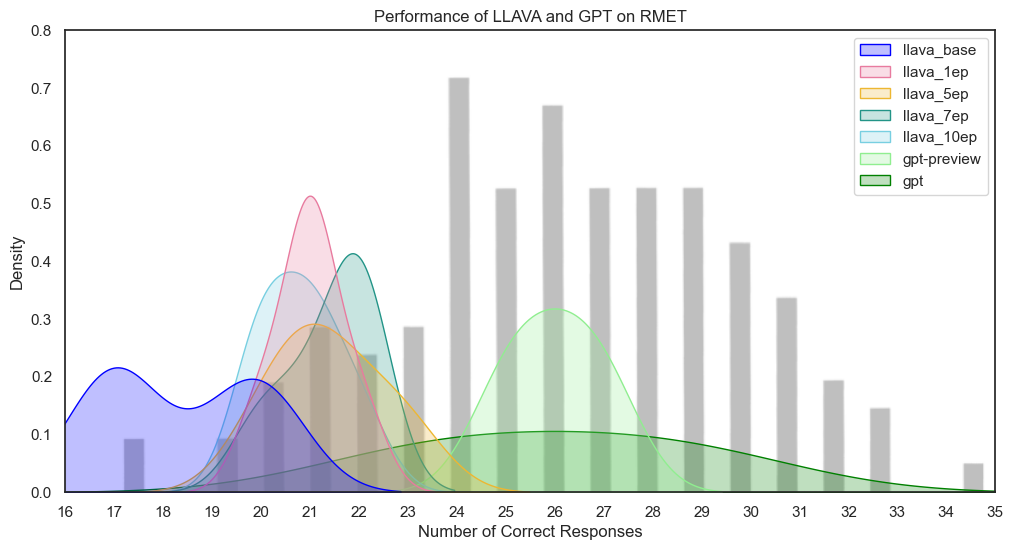 Performance of LLAVA and GPT on RMET
0.8
0.7
0.6
0.5
0.4
0.3
0.2
0.1
0.0
Density
llava_base
llava_1ep
llava_5ep
llava_7ep
llava_10ep
gpt-preview
gpt
16 17 18 19 20 21 22 23 24 25 26 27 28 29 30 31 32 33 34 35
Number of Correct Responses